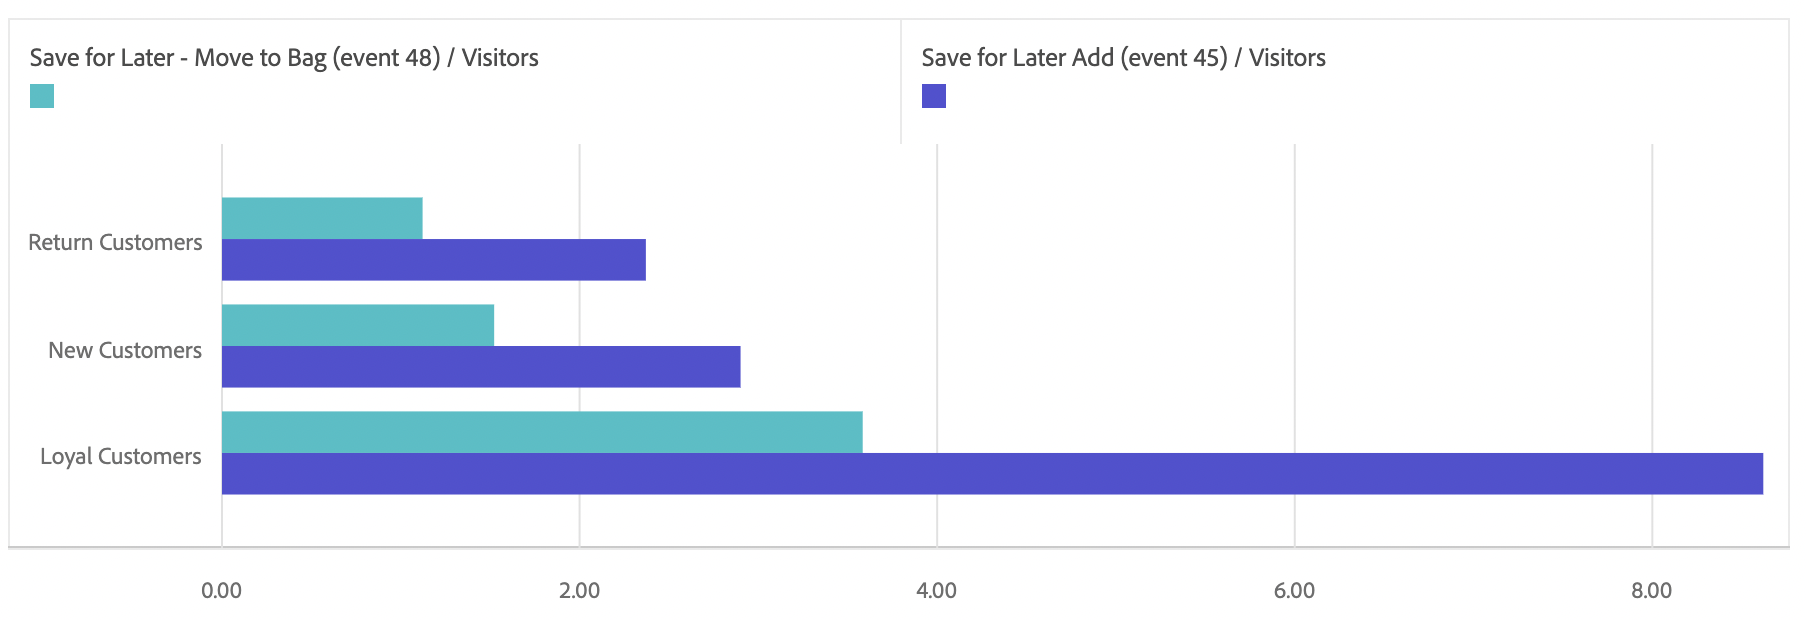 Save for Later - Move to Bag (event 48) / Visitors
Save for Later Add (event 45) / Visitors
Return Customers
New Customers
Loyal Customers
0.00 2.00 4.00 6.00 8.00